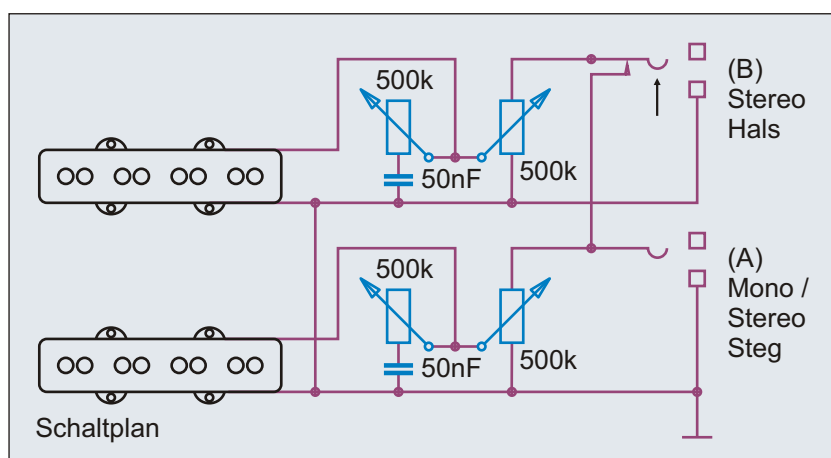 500k
50nF
500k
(B)
Stereo
Hals
500k
50nF
500k
(A)
Mono /
Stereo
Steg
Schaltplan